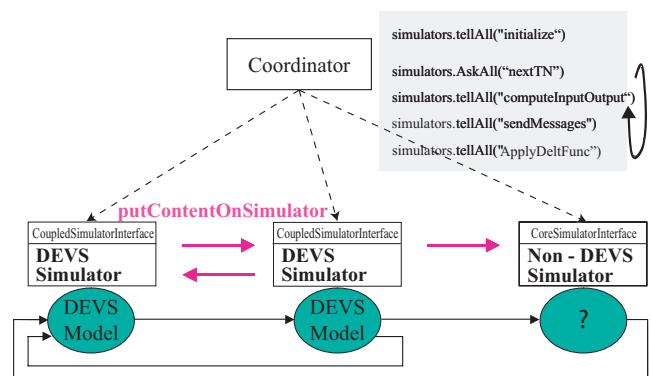 simulators.tellAll("initialize“)
Coordinator
simulators.AskAll(“nextTN”)
simulators.tellAll("computeInputOutput“)
simulators.tellAll("sendMessages")
simulators.tellAll("ApplyDeltFunc“)
putContentOnSimulator
CoupledSimulatorInterface
DEVS
Simulator
CoupledSimulatorInterface
DEVS
Simulator
CoreSimulatorInterface
Non - DEVS
Simulator
DEVS
Model
DEVS
Model
?